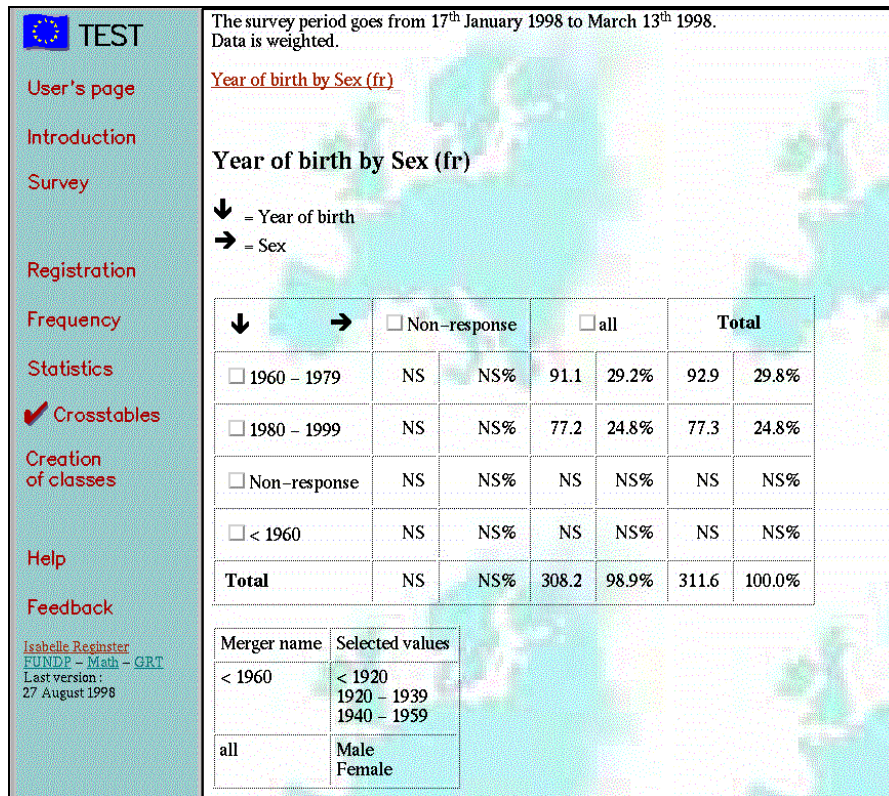 TEST
User's page
Introduction
Survey
Registration
Frequency
Statistics
Crosstables
Creation
of classes
Help
Feedback
Isabelle Reginster
FUNDP – Math – GRT
Last version :
27 August 1998
The survey period goes from 17th January 1998 to March 13th 1998.
Data is weighted.
Year of birth by Sex (fr)
Year of birth by Sex (fr)
= Year of birth
= Sex
Non–response all Total
1960 – 1979 NS NS% 91.1 29.2% 92.9 29.8%
1980 – 1999 NS NS% 77.2 24.8% 77.3 24.8%
Non–response NS NS% NS NS% NS NS%
< 1960 NS NS% NS NS% NS NS%
Total NS NS% 308.2 98.9% 311.6 100.0%
Merger name Selected values
< 1960 < 1920
1920 – 1939
1940 – 1959
all Male
Female